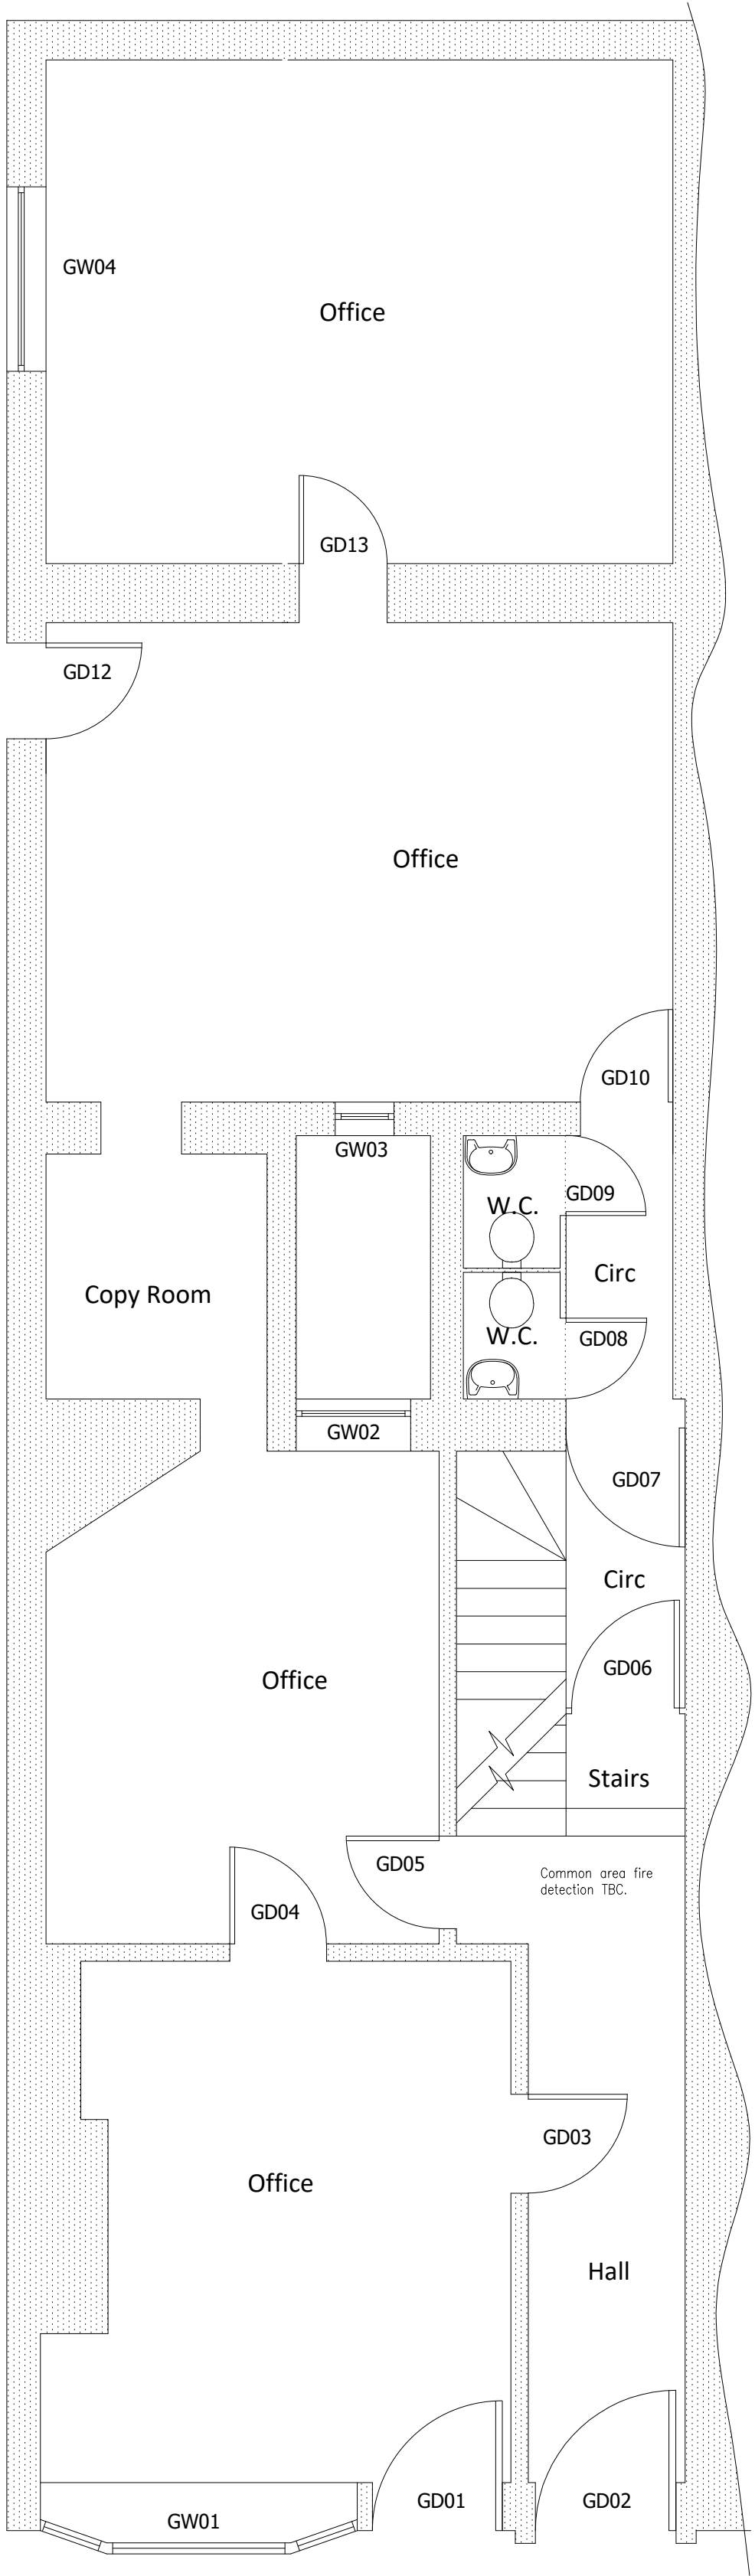 GW04
Office
GD13
GD12
Office
GD10
GW03
GD09
W.C.
Circ
Copy Room
W.C.
GD08
GW02
GD07
Circ
GD06
Office
Stairs
GD05
Common area fire
detection TBC.
GD04
GD03
Office
Hall
GD01
GD02
GW01